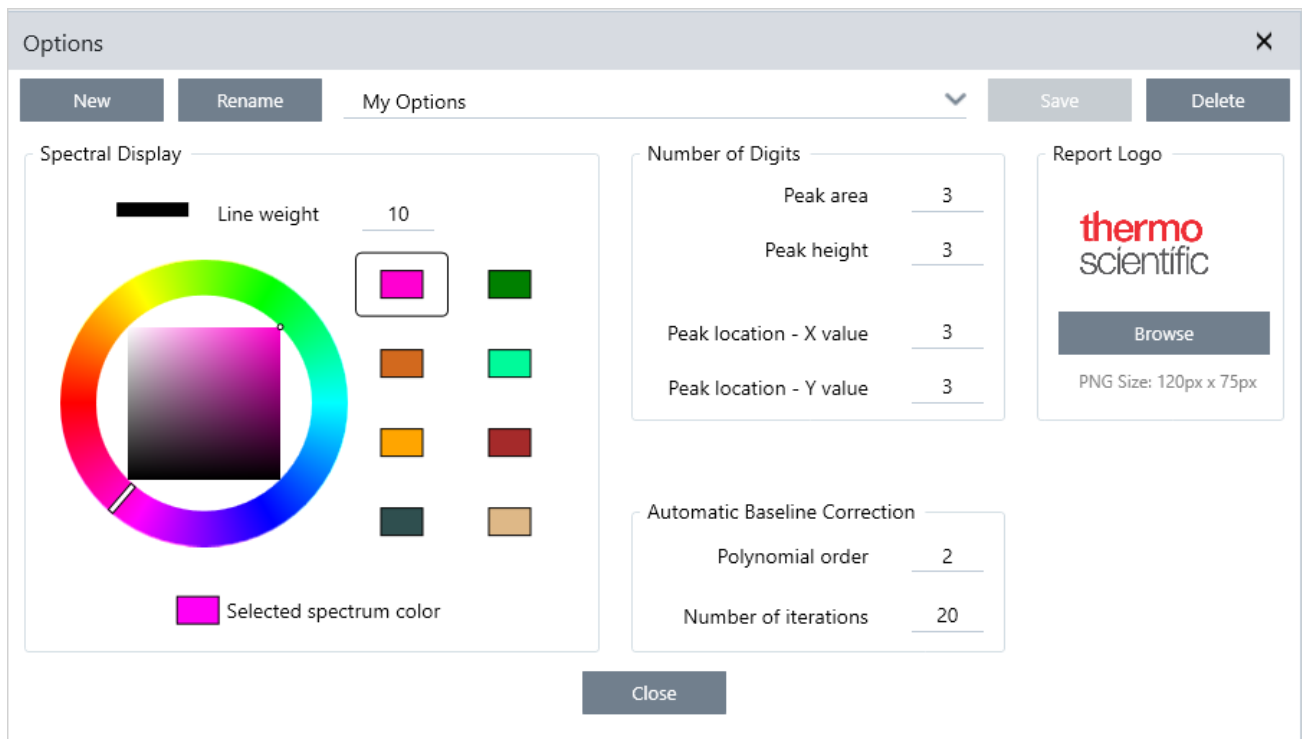 Options
New
Rename
My Options
Save
Delete
Spectral Display
Line weight
10
Selected spectrum color
Number of Digits
Peak area
3
Peak height
3
Peak location - X value
3
Peak location - Y value
3
Report Logo
thermo
scientific
Browse
PNG Size: 120px x 75px
Automatic Baseline Correction
Polynomial order
2
Number of iterations
20
Close